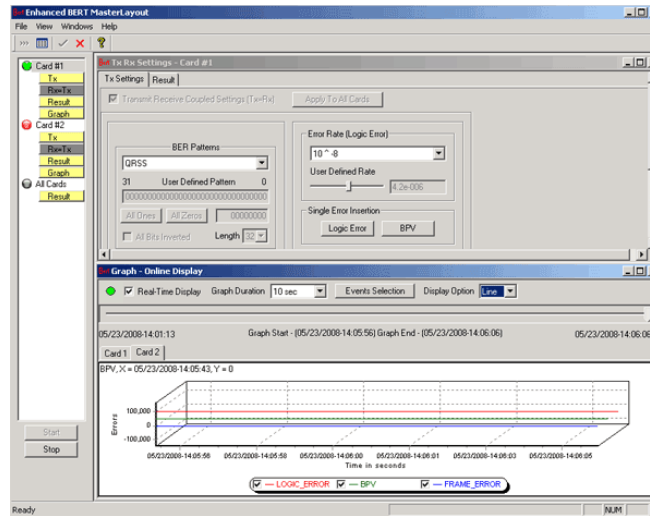 Enhanced BERT MasterLayout
File View Windows Help
Card #1
Tx
Rx=Tx
Result
Graph
Card #2
Tx
Rx=Tx
Result
Graph
All Cards
Result
Start
Stop
Tx Rx Settings - Card #1
Tx Settings Result
Transmit Receive Coupled Settings (Tx=Rx) Apply To All Cards
BER Patterns
QRSS
31 User Defined Pattern 0
00000000000000000000000000000000
All Ones All Zeros 00000000
All Bits Inverted Length 32
Error Rate (Logic Error)
10 ^ -8
User Defined Rate
4.2e-006
Single Error Insertion
Logic Error BPV
Graph - Online Display
Real-Time Display Graph Duration 10 sec Events Selection Display Option Line
05/23/2008-14:01:13 Graph Start - (05/23/2008-14:05:56) Graph End - (05/23/2008-14:06:06) 05/23/2008-14:06:06
Card 1 Card 2
BPV, X = 05/23/2008-14:05:43, Y = 0
Errors
100,000
0
-100,000
05/23/2008-14:05:56 05/23/2008-14:05:58 05/23/2008-14:06:00 05/23/2008-14:06:01 05/23/2008-14:06:03 05/23/2008-14:06:05
Time in seconds
LOGIC_ERROR BPV FRAME_ERROR
Ready NUM